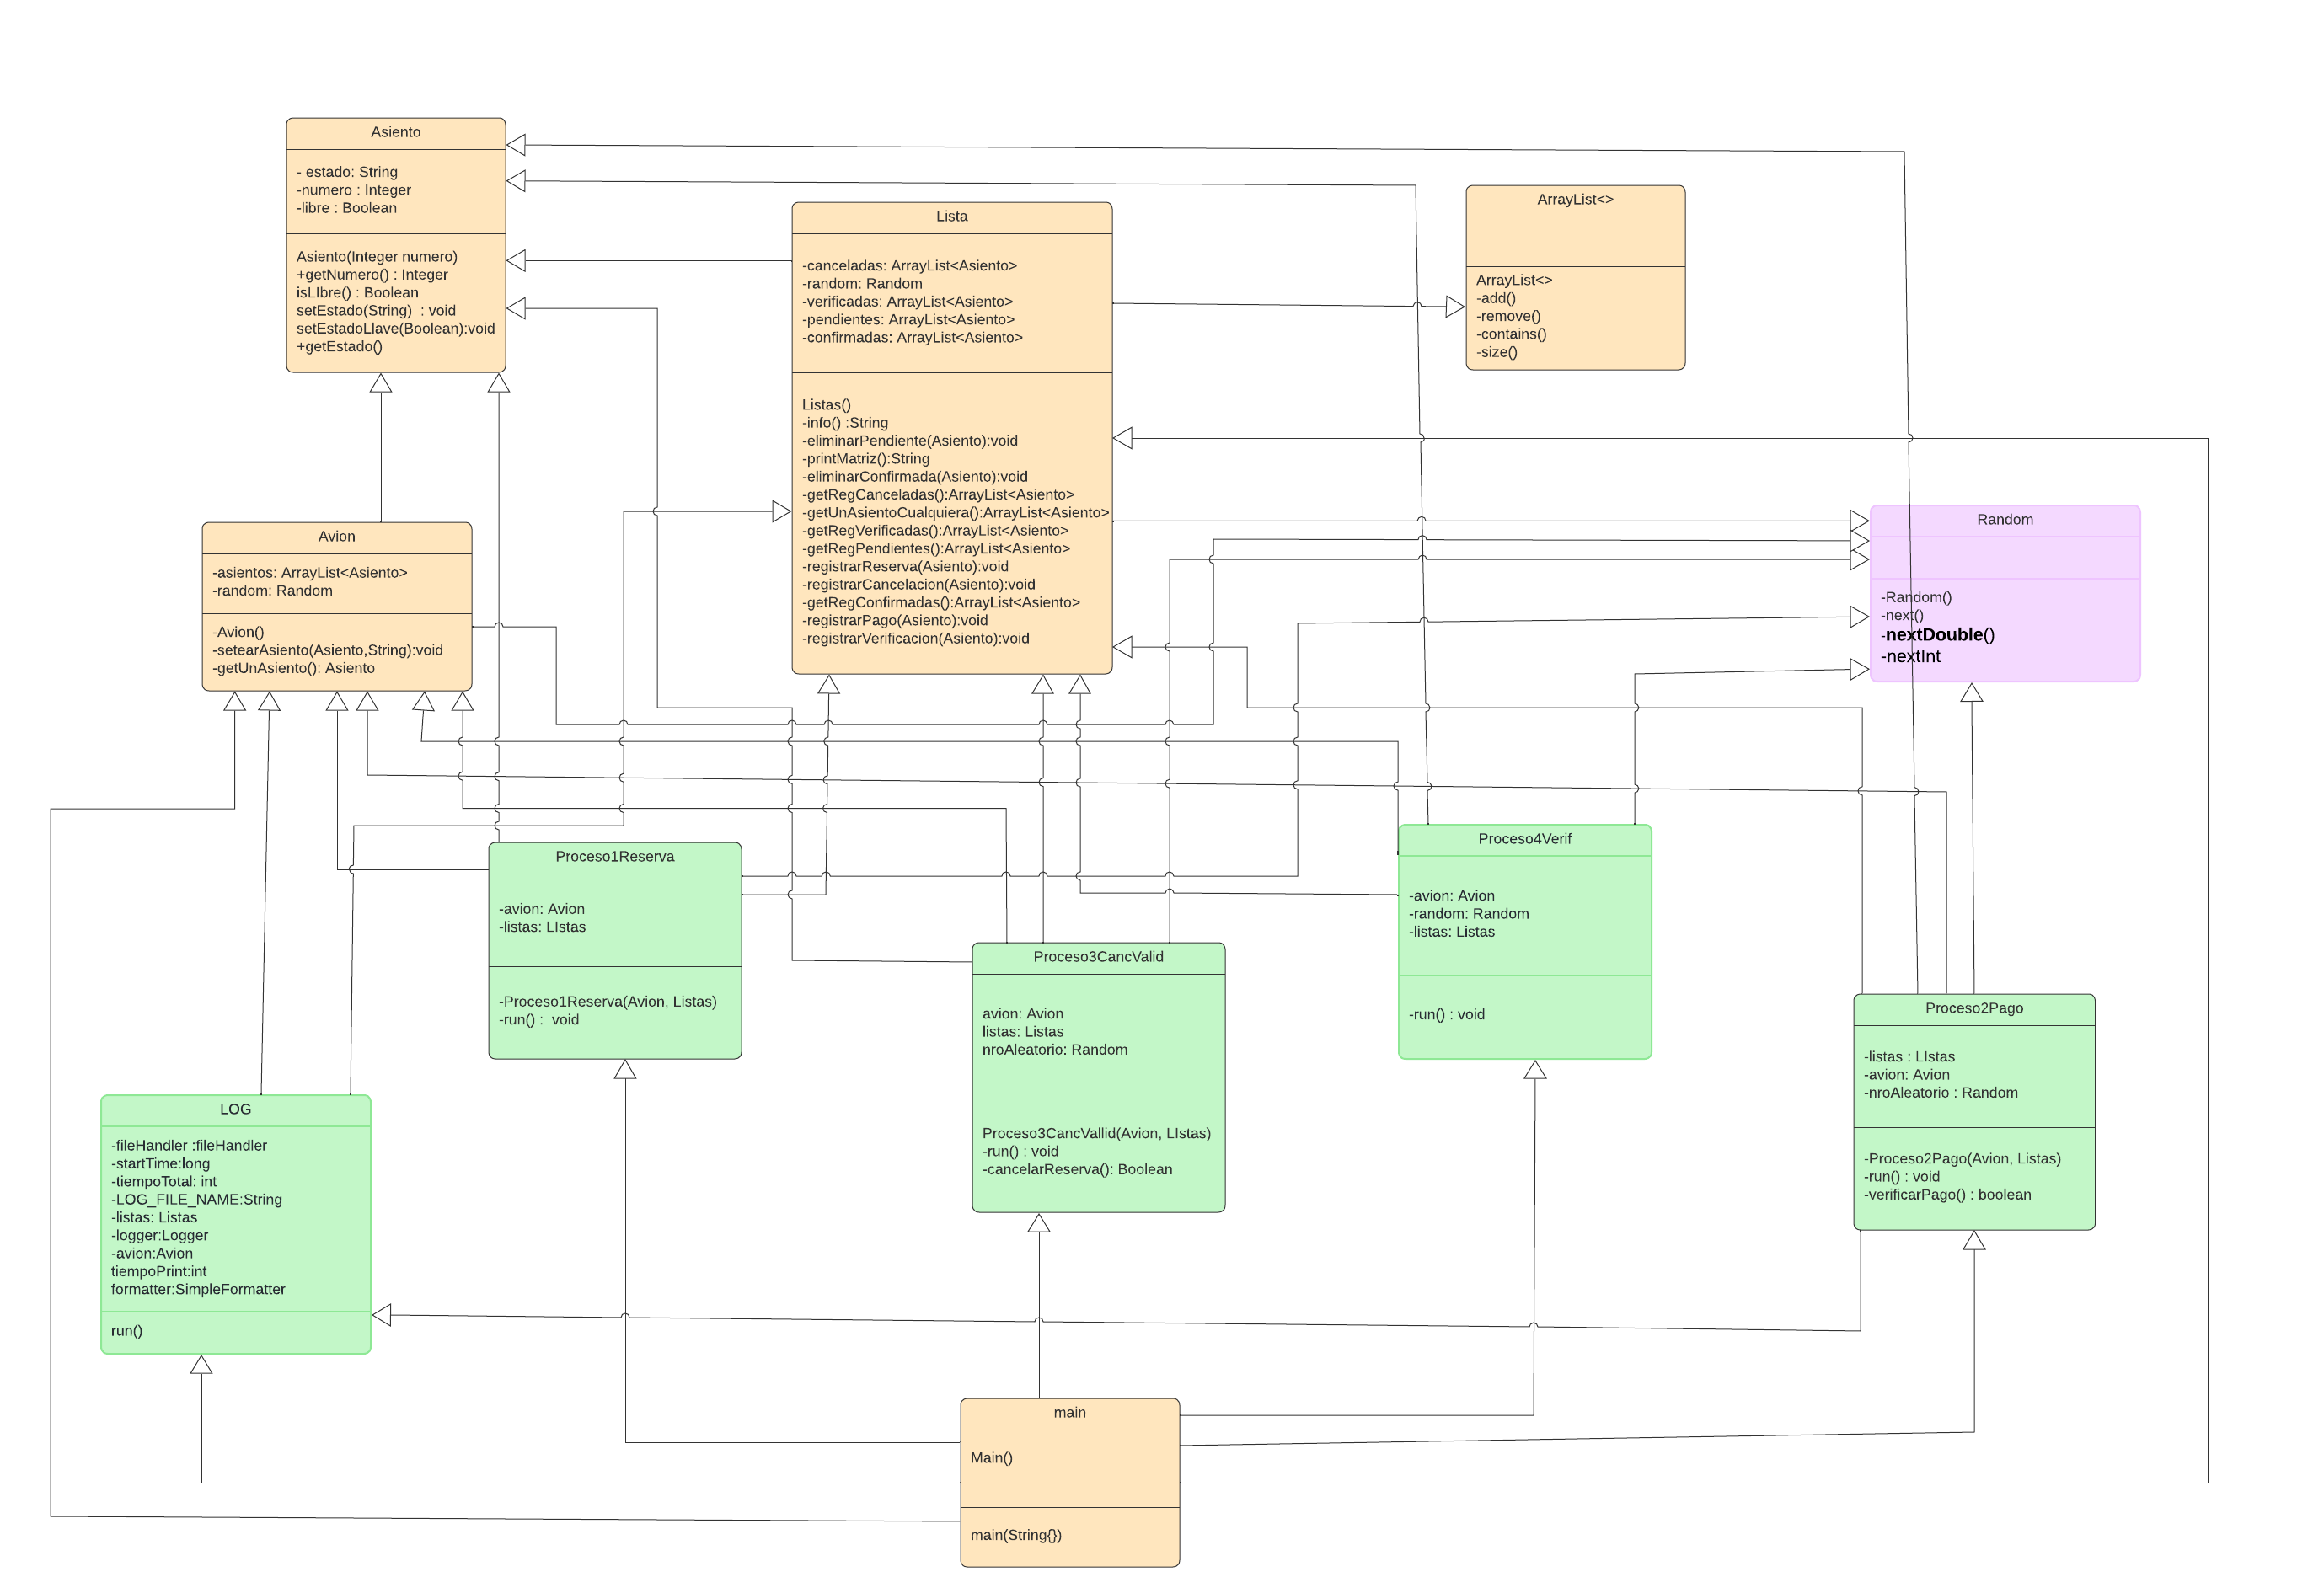 Asiento
- estado: String
-numero : Integer
-libre : Boolean
Asiento(Integer numero)
+getNumero() : Integer
isLIbre() : Boolean
setEstado(String)  : void
setEstadoLlave(Boolean):void
+getEstado()
Lista
-canceladas: ArrayList<Asiento>
-random: Random
-verificadas: ArrayList<Asiento>
-pendientes: ArrayList<Asiento>
-confirmadas: ArrayList<Asiento>
Listas()
-info() :String
-eliminarPendiente(Asiento):void
-printMatriz():String
-eliminarConfirmada(Asiento):void
-getRegCanceladas():ArrayList<Asiento>
-getUnAsientoCualquiera():ArrayList<Asiento>
-getRegVerificadas():ArrayList<Asiento>
-getRegPendientes():ArrayList<Asiento>
-registrarReserva(Asiento):void
-registrarCancelacion(Asiento):void
-getRegConfirmadas():ArrayList<Asiento>
-registrarPago(Asiento):void
-registrarVerificacion(Asiento):void
ArrayList<>
ArrayList<>
-add()
-remove()
-contains()
-size()
Avion
-asientos: ArrayList<Asiento>
-random: Random
-Avion()
-setearAsiento(Asiento,String):void
-getUnAsiento(): Asiento
Random
-Random()
-next()
-nextDouble()
-nextInt
Proceso1Reserva
-avion: Avion
-listas: LIstas
-Proceso1Reserva(Avion, Listas)
-run() :  void
Proceso3CancValid
avion: Avion
listas: Listas
nroAleatorio: Random
Proceso3CancVallid(Avion, LIstas)
-run() : void
-cancelarReserva(): Boolean
Proceso4Verif
-avion: Avion
-random: Random
-listas: Listas
-run() : void
Proceso2Pago
-listas : LIstas
-avion: Avion
-nroAleatorio : Random
-Proceso2Pago(Avion, Listas)
-run() : void
-verificarPago() : boolean
LOG
-fileHandler :fileHandler
-startTime:long
-tiempoTotal: int
-LOG_FILE_NAME:String
-listas: Listas
-logger:Logger
-avion:Avion
tiempoPrint:int
formatter:SimpleFormatter
run()
main
Main()
main(String{})